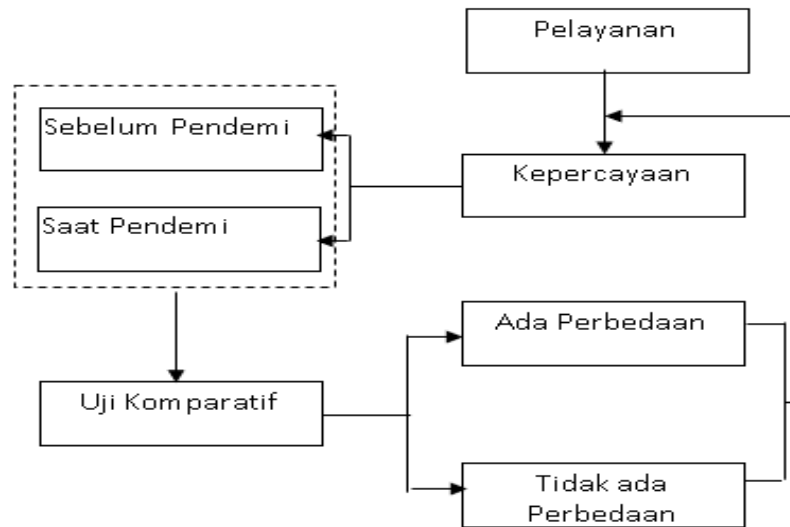 Pelayanan
Sebelum Pendemi
Kepercayaan
Saat Pendemi
Ada Perbedaan
Uji Komparatif
Tidak ada
Perbedaan